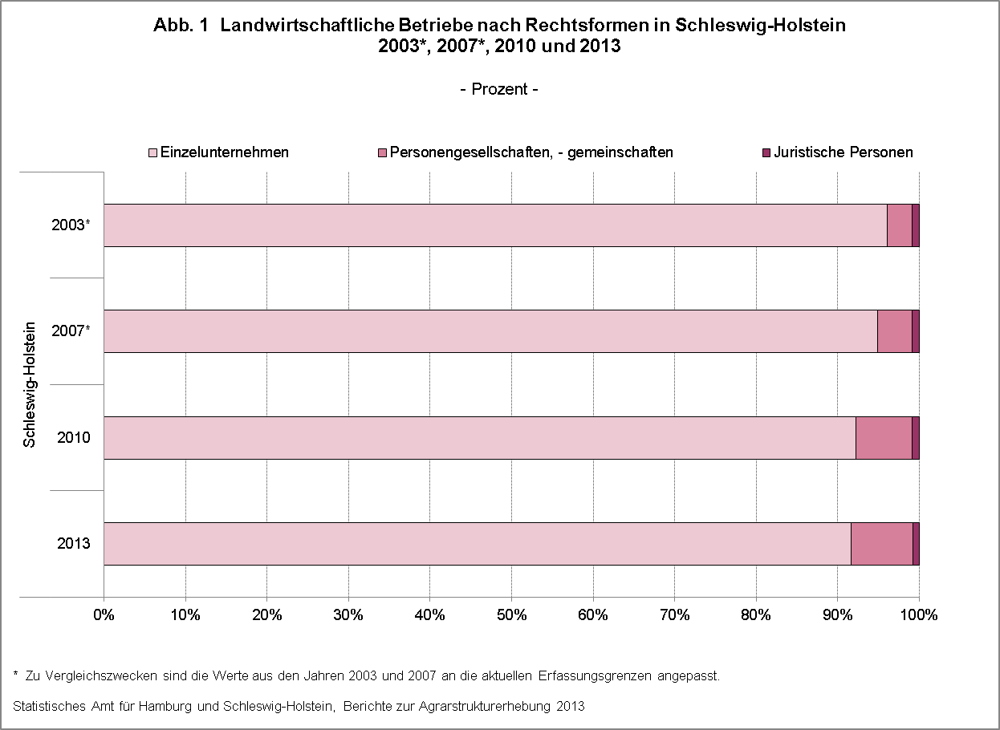 Abb. 1 Landwirtschaftliche Betriebe nach Rechtsformen in Schleswig-Holstein
2003*, 2007*, 2010 und 2013
- Prozent -
Einzelunternehmen Personengesellschaften, - gemeinschaften Juristische Personen
Schleswig-Holstein
2003*
2007*
2010
2013
0% 10% 20% 30% 40% 50% 60% 70% 80% 90% 100%
* Zu Vergleichszwecken sind die Werte aus den Jahren 2003 und 2007 an die aktuellen Erfassungsgrenzen angepasst.
Statistisches Amt für Hamburg und Schleswig-Holstein, Berichte zur Agrarstrukturerhebung 2013